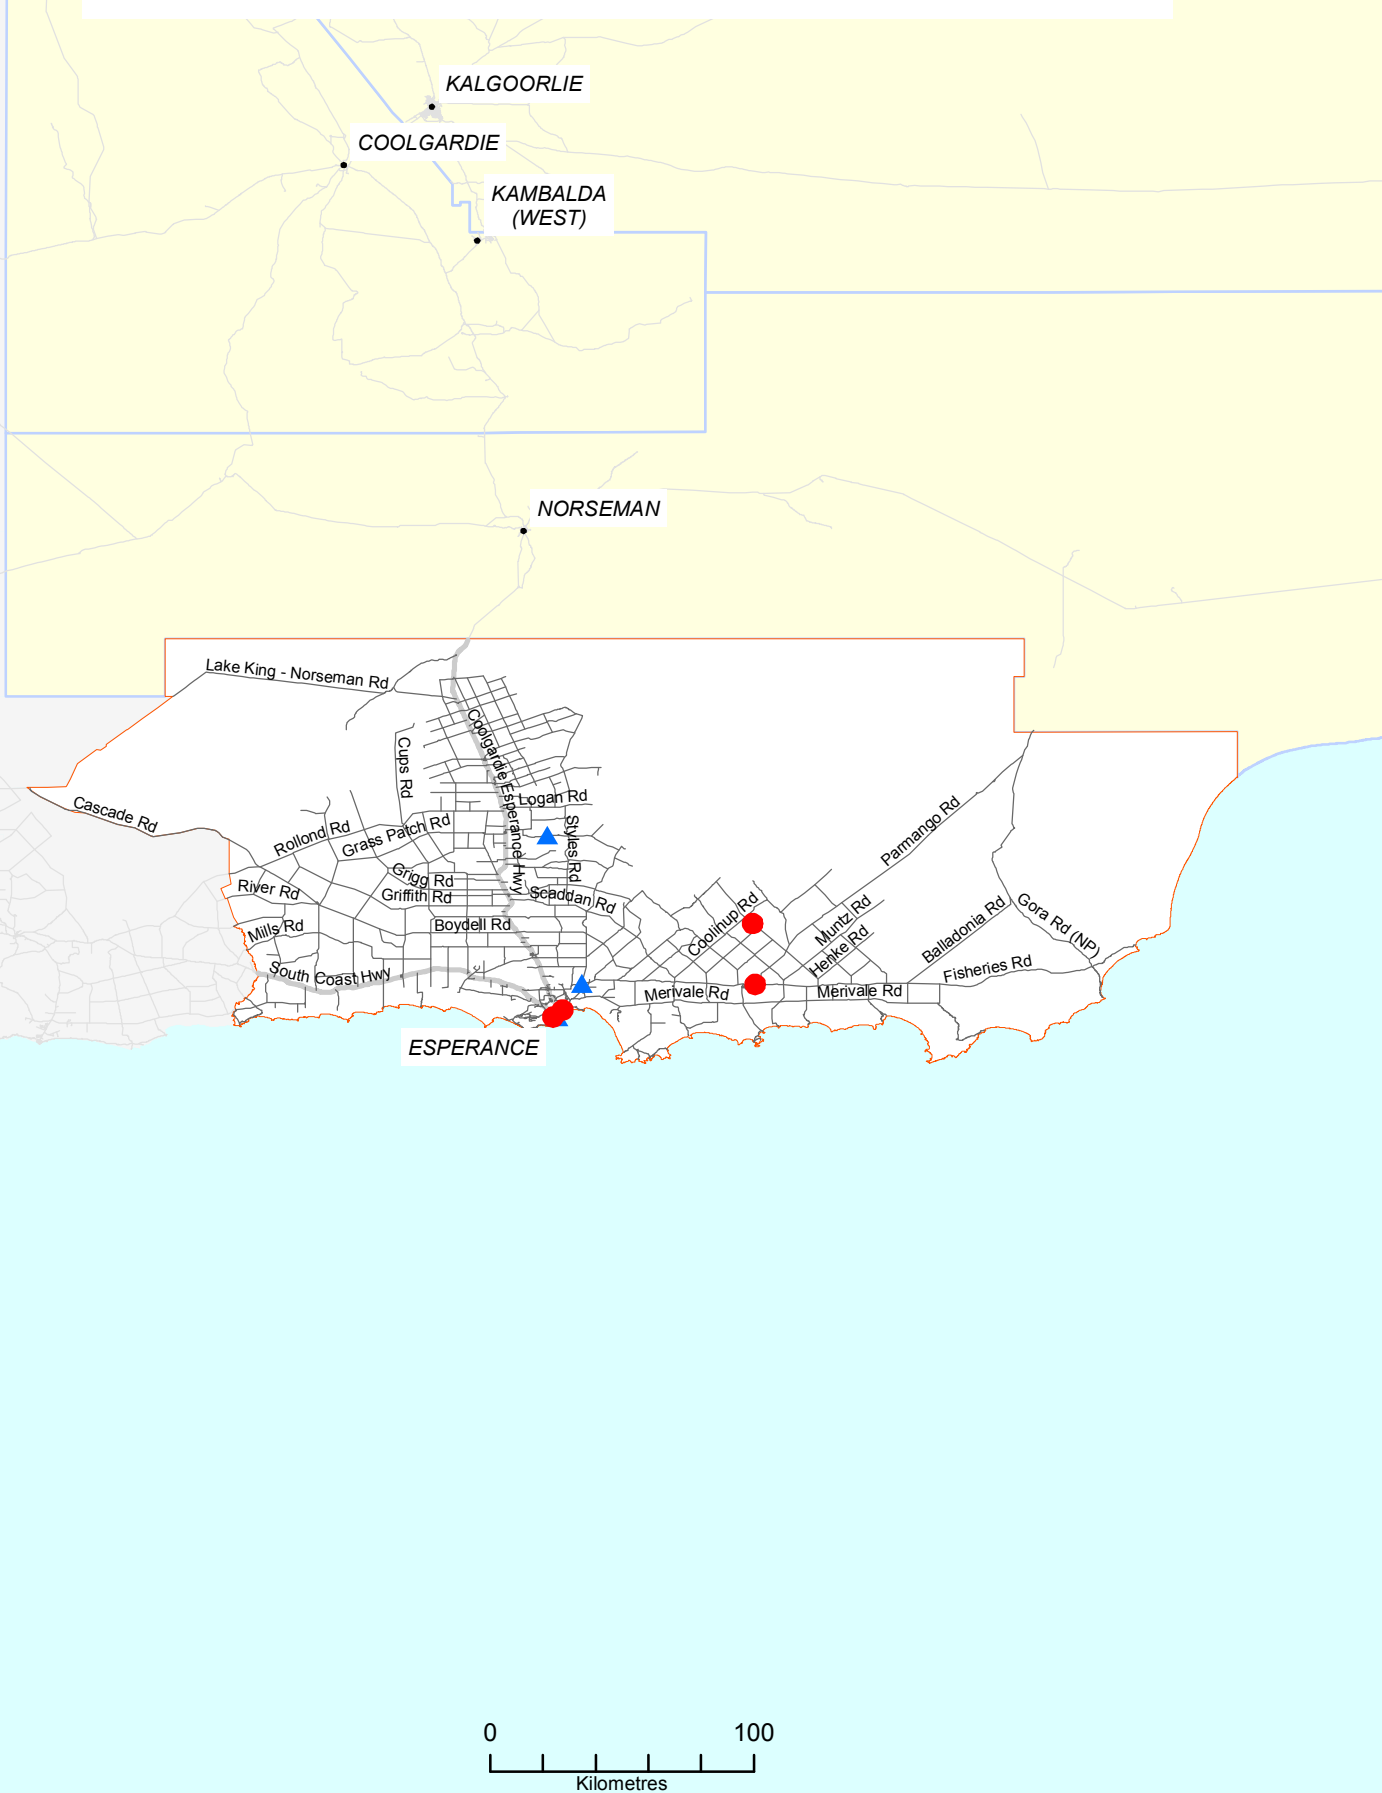 KALGOORLIE
COOLGARDIE
KAMBALDA
(WEST)
NORSEMAN
Lake King - Norseman Rd
Coolgardie Esperance Hwy
Cups Rd
Logan Rd
Cascade Rd
Rollond Rd
Grass Patch Rd
Styles Rd
Parmango Rd
Grigg Rd
River Rd
Griffith Rd
Scaddan Rd
Coolinup Rd
Muntz Rd
Balladonia Rd
Gora Rd (NP)
Mills Rd
Boydell Rd
Henke Rd
South Coast Hwy
Fisheries Rd
Merivale Rd
Merivale Rd
ESPERANCE
0 100
Kilometres